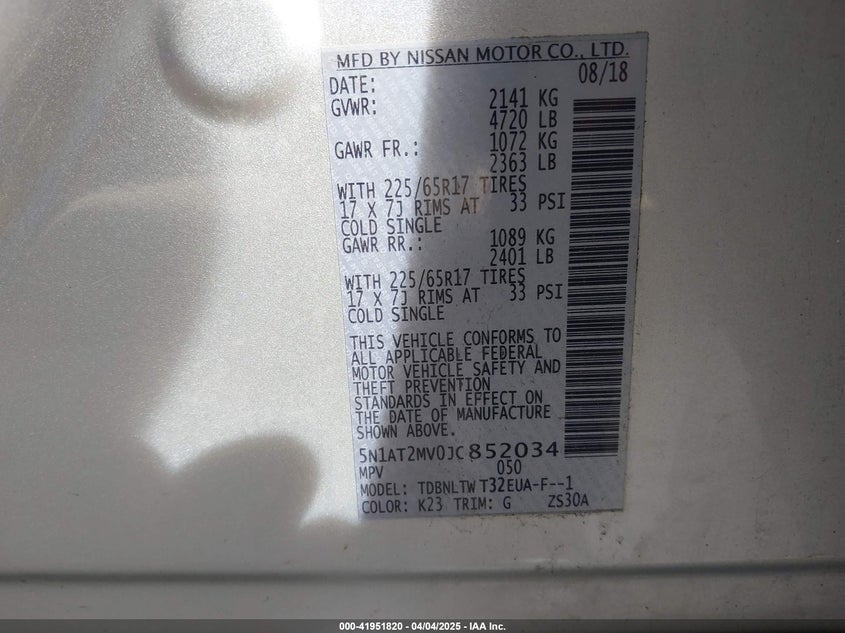 MFD BY NISSAN MOTOR CO., LTD.
DATE: 08/18
GVWR: 2141 KG
4720 LB
GAWR FR.: 1072 KG
2363 LB
WITH 225/65R17 TIRES
17 X 7J RIMS AT 33 PSI
COLD SINGLE
GAWR RR.: 1089 KG
2401 LB
WITH 225/65R17 TIRES
17 X 7J RIMS AT 33 PSI
COLD SINGLE
THIS VEHICLE CONFORMS TO
ALL APPLICABLE FEDERAL
MOTOR VEHICLE SAFETY AND
THEFT PREVENTION
STANDARDS IN EFFECT ON
THE DATE OF MANUFACTURE
SHOWN ABOVE.
5N1AT2MV0JC852034
MPV 050
MODEL: TDBNLTW T32EUA-F--1
COLOR: K23 TRIM: G ZS30A
000-41951820 - 04/04/2025 - IAA Inc.